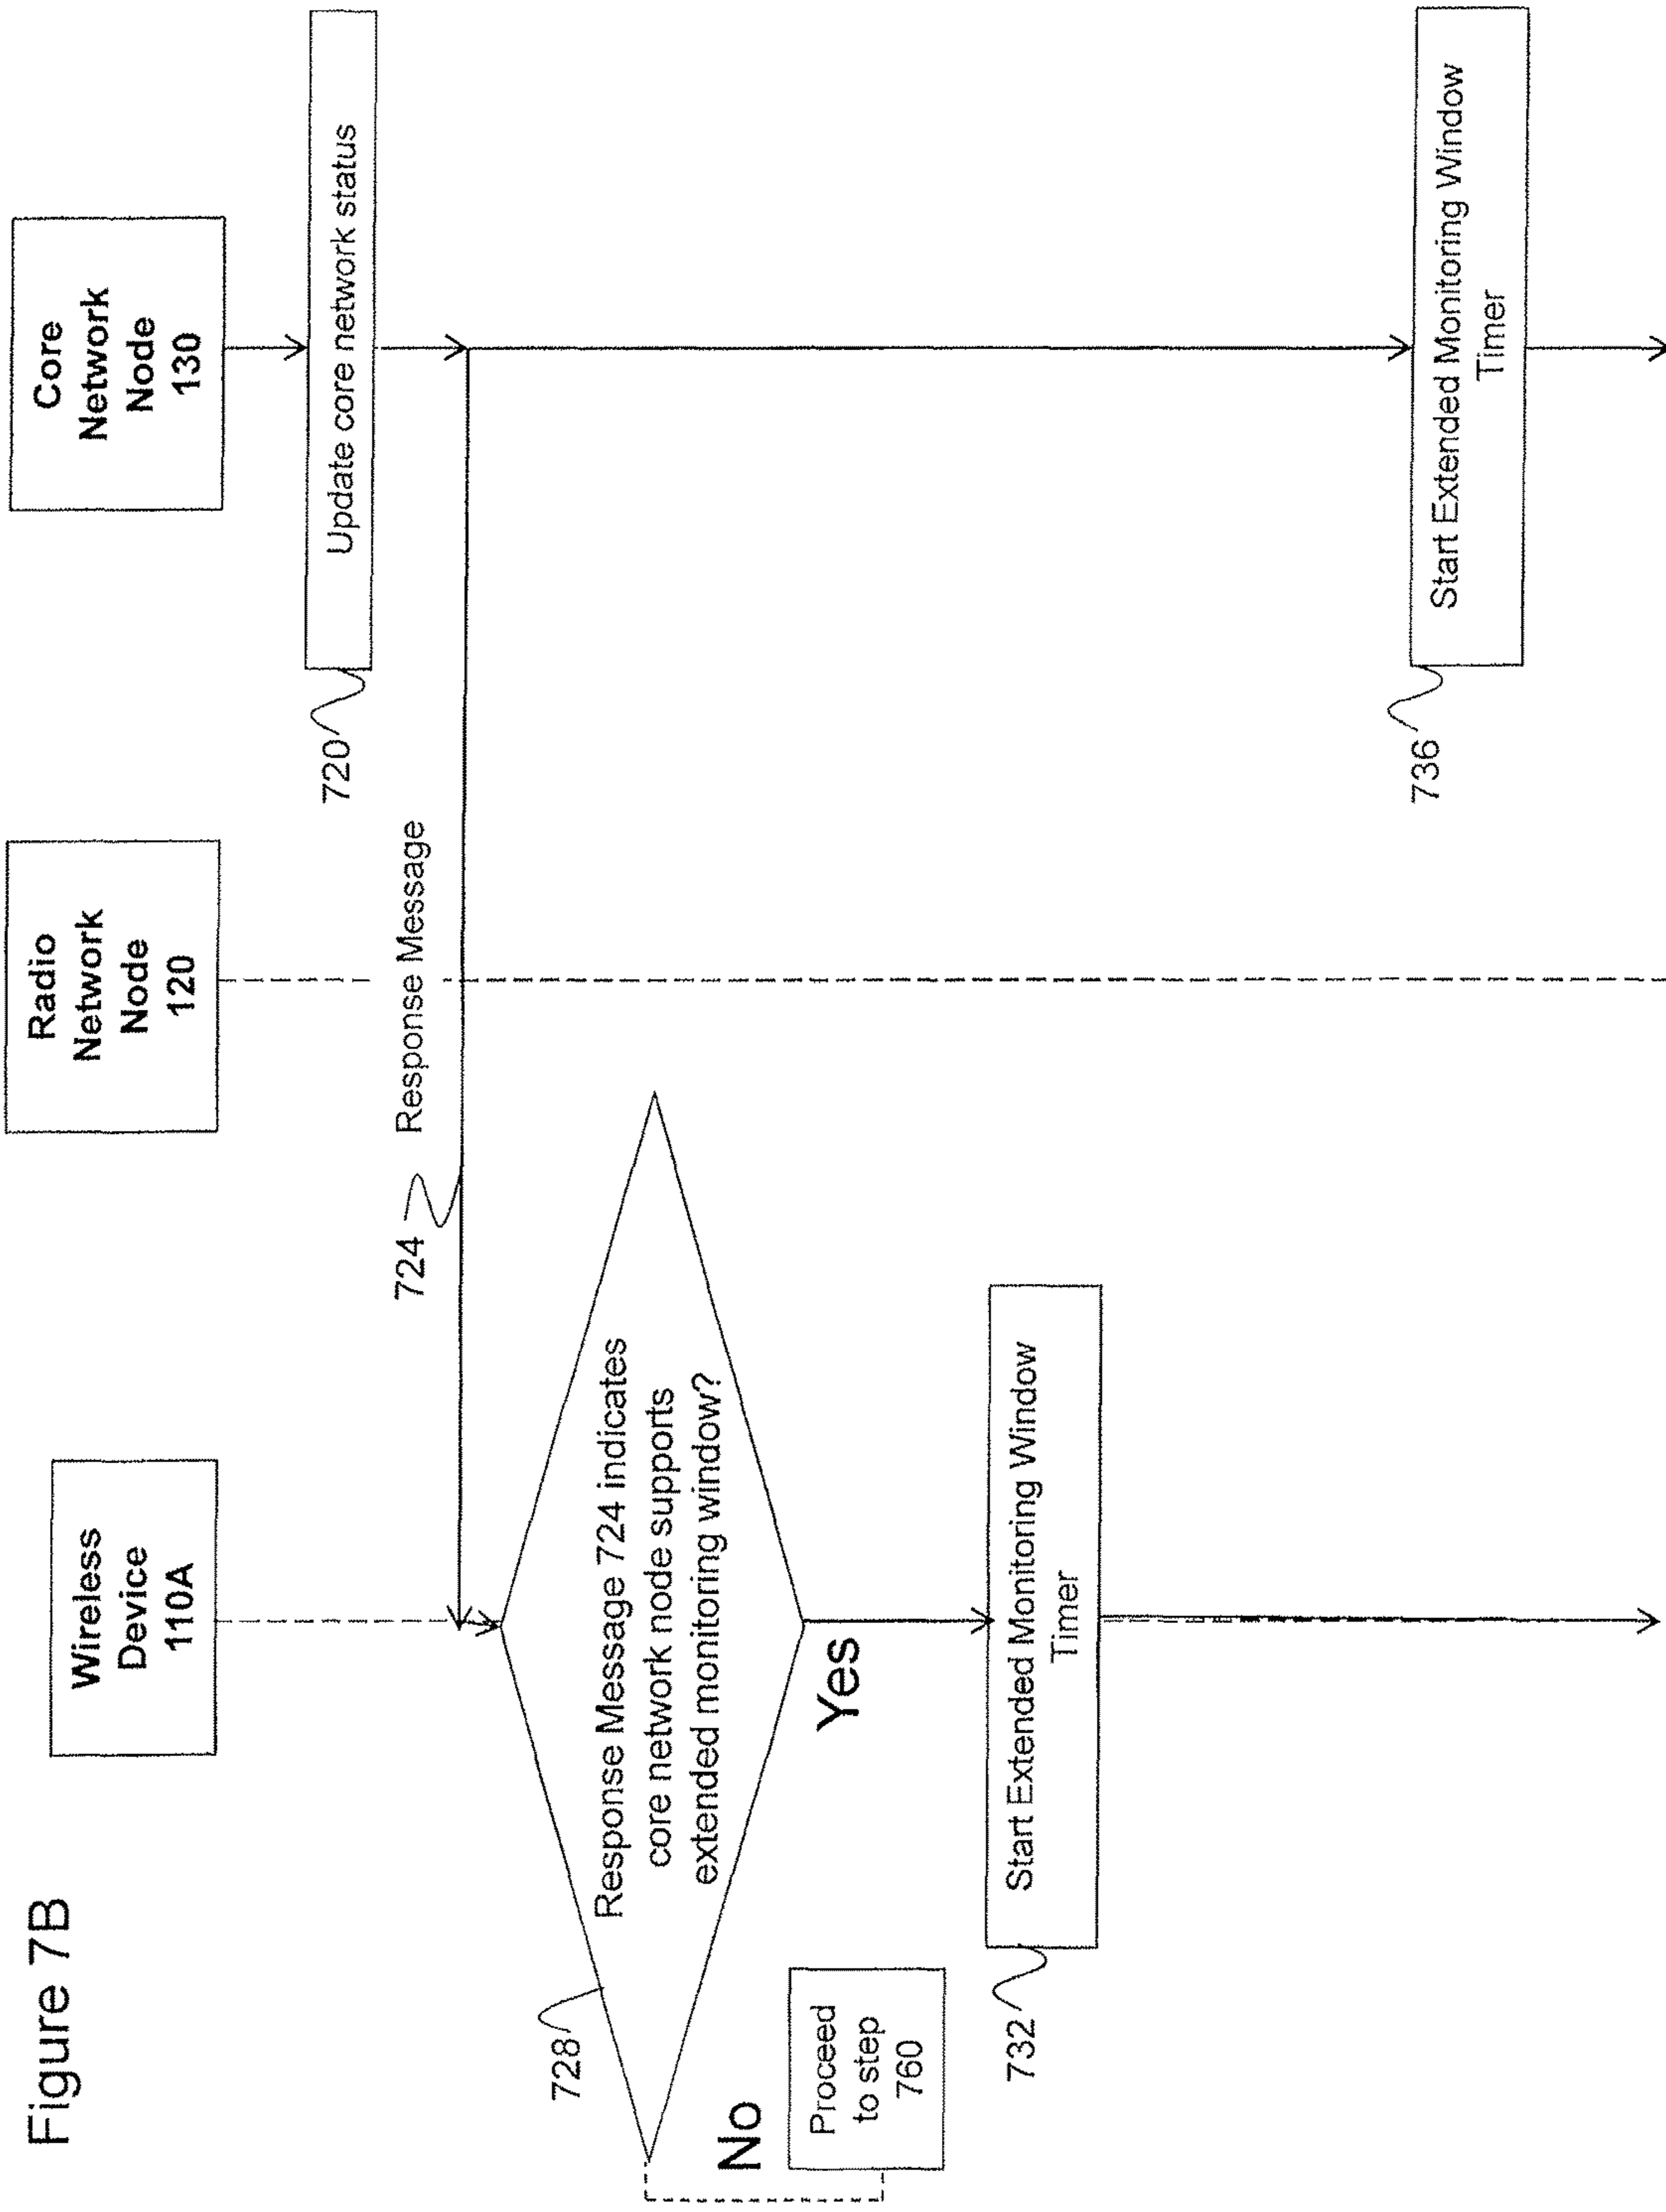 Figure 7B
Wireless
Device
110A
Radio
Network
Node
120
Core
Network
Node
130
720
Update core network status
724
Response Message
728
Response Message 724 indicates
core network node supports
extended monitoring window?
No
Proceed
to step
760
Yes
732
Start Extended Monitoring Window
Timer
736
Start Extended Monitoring Window
Timer